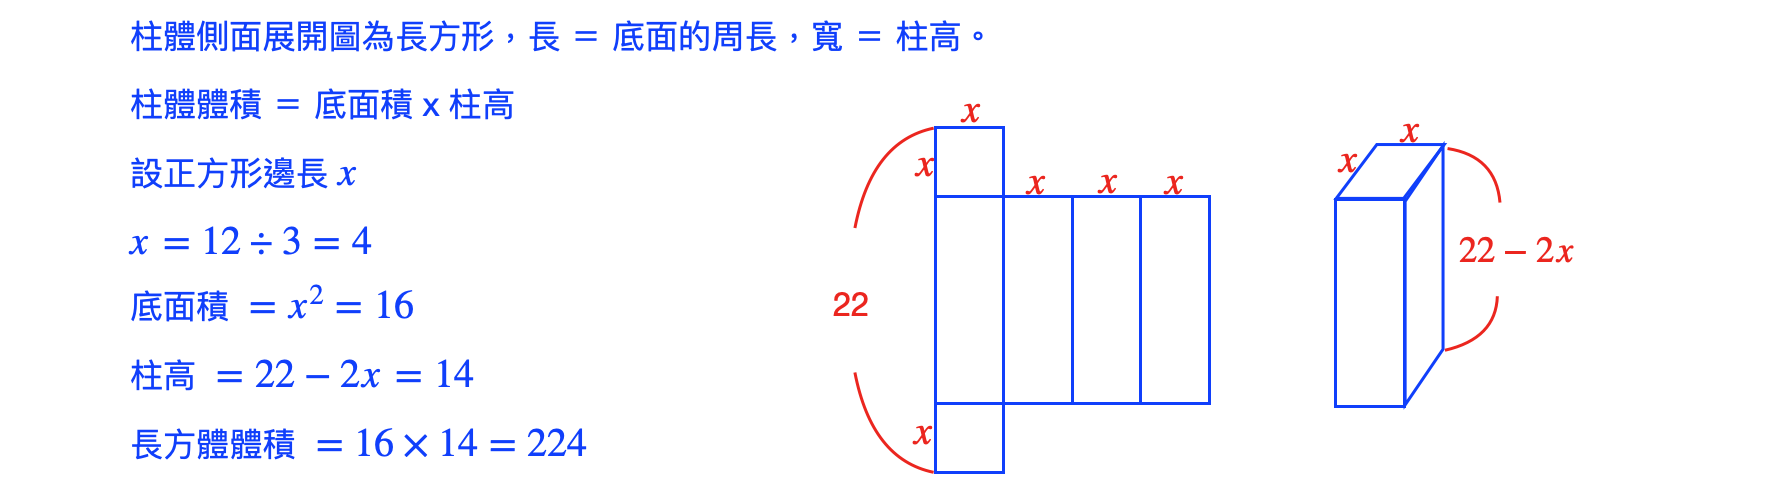 柱體側面展開圖為長方形，長 = 底面的周長，寬 = 柱高。
柱體體積 = 底面積 x 柱高
設正方形邊長 x
x = 12 ÷ 3 = 4
底面積 = x² = 16
柱高 = 22 − 2x = 14
長方體體積 = 16 × 14 = 224
x
x
x x x
22
x
x
x
22 − 2x